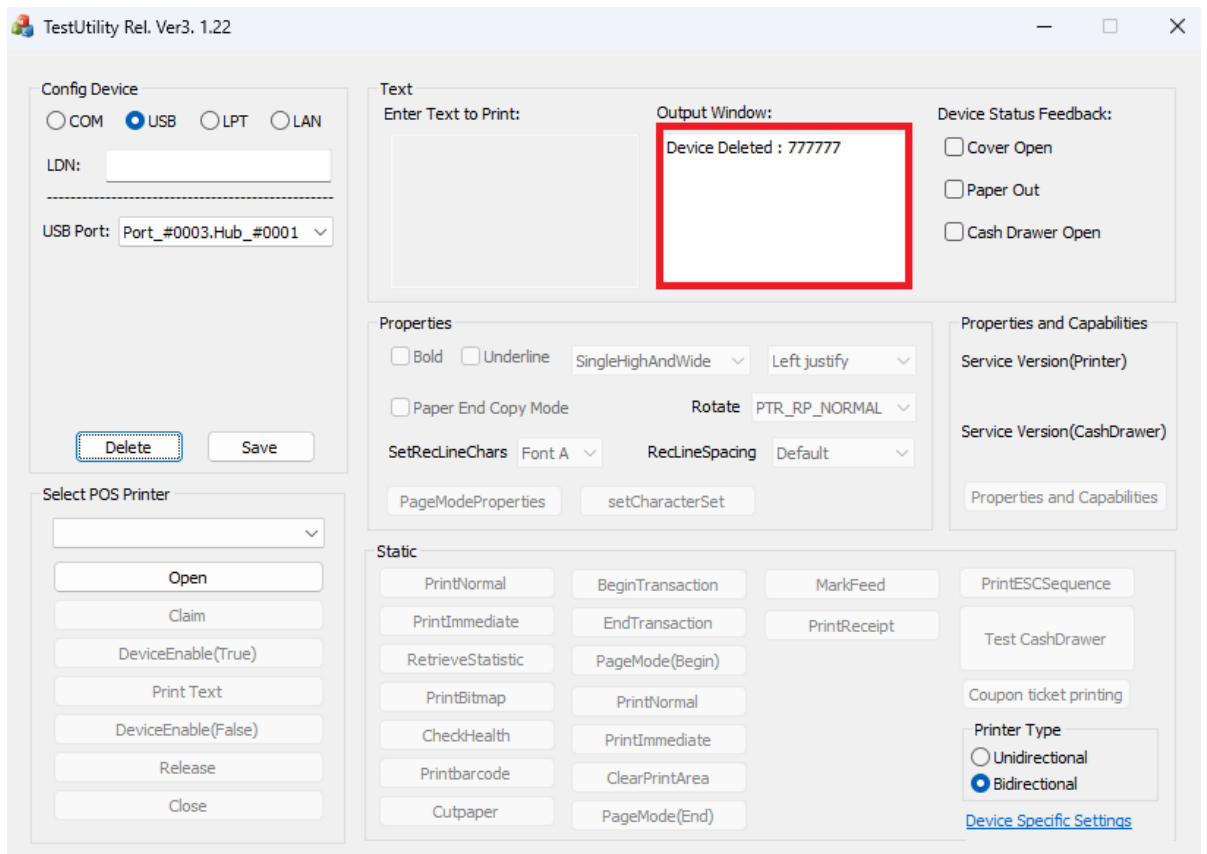 TestUtility Rel. Ver3. 1.22
Config Device
COM USB LPT LAN
LDN:
USB Port: Port_#0003.Hub_#0001
Delete Save
Select POS Printer
Open
Claim
DeviceEnable(True)
Print Text
DeviceEnable(False)
Release
Close
Text
Enter Text to Print:
Output Window:
Device Deleted : 777777
Device Status Feedback:
Cover Open
Paper Out
Cash Drawer Open
Properties
Bold Underline SingleHighAndWide Left justify
Paper End Copy Mode Rotate PTR_RP_NORMAL
SetRecLineChars Font A RecLineSpacing Default
PageModeProperties setCharacterSet
Properties and Capabilities
Service Version(Printer)
Service Version(CashDrawer)
Properties and Capabilities
Static
PrintNormal
PrintImmediate
RetrieveStatistic
PrintBitmap
CheckHealth
Printbarcode
Cutpaper
BeginTransaction
EndTransaction
PageMode(Begin)
PrintNormal
PrintImmediate
ClearPrintArea
PageMode(End)
MarkFeed
PrintReceipt
PrintESCSequence
Test CashDrawer
Coupon ticket printing
Printer Type
Unidirectional
Bidirectional
Device Specific Settings